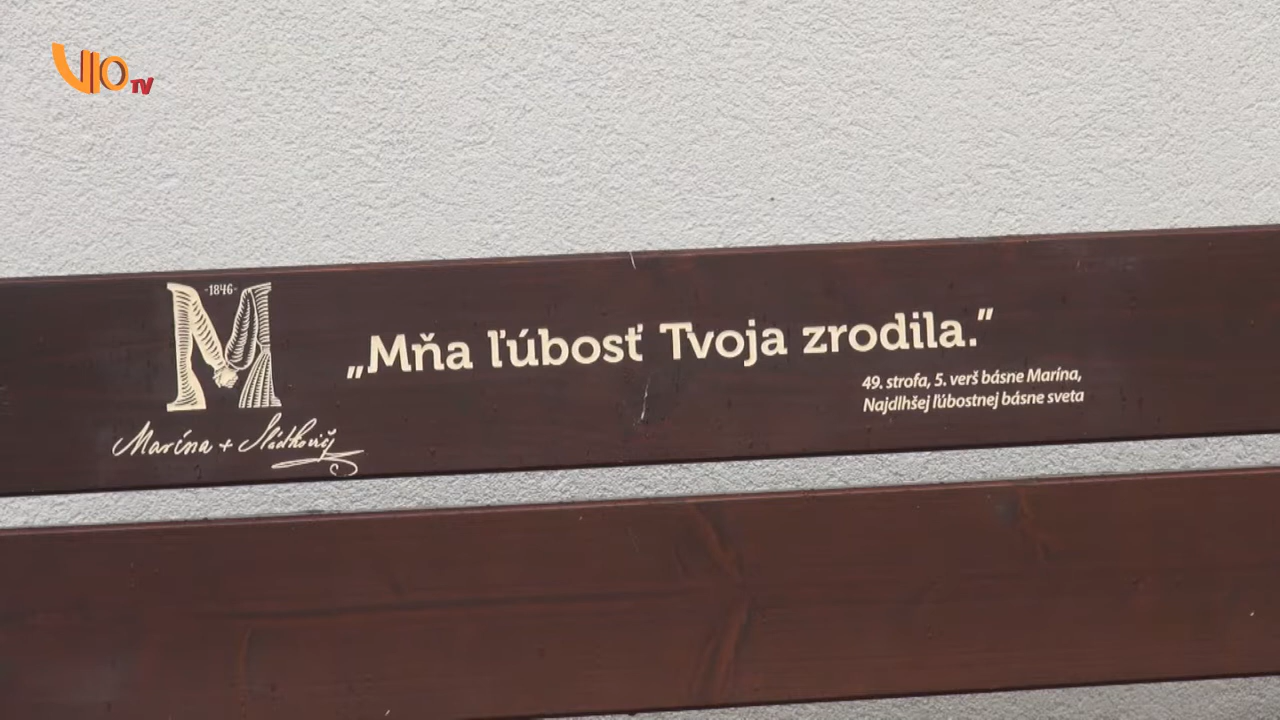 VIO TV
-1846-
„Mňa ľúbosť Tvoja zrodila."
49. strofa, 5. verš básne Marína,
Najdlhšej ľúbostnej básne sveta
M
Marína + Sládkovič